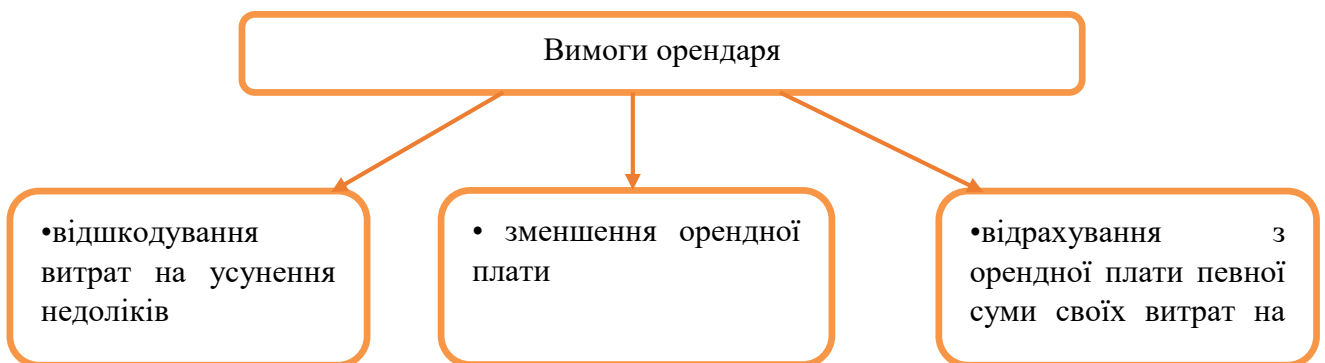 Вимоги орендаря
•відшкодування
витрат на усунення
недоліків
• зменшення орендної
плати
•відрахування з
орендної плати певної
суми своїх витрат на